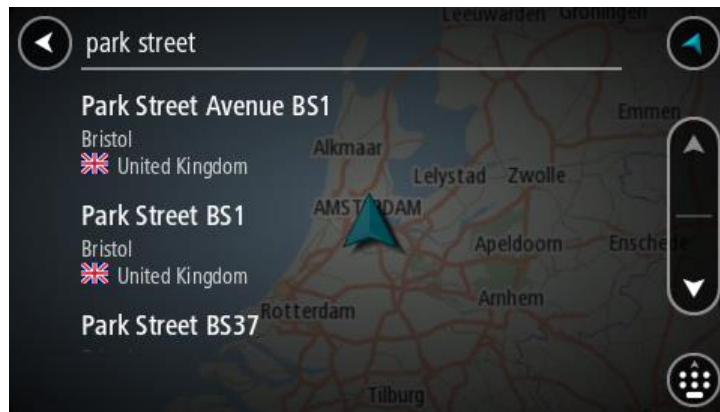 Leeuwarden Groningen
park street
Park Street Avenue BS1
Bristol
United Kingdom
Emmen
Alkmaar
Lelystad Zwolle
Park Street BS1
Bristol
United Kingdom
AMSTERDAM
Apeldoorn
Enschede
Arnhem
Rotterdam
Park Street BS37
Tilburg